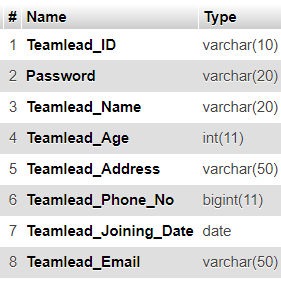 # Name Type
1 Teamlead_ID varchar(10)
2 Password varchar(20)
3 Teamlead_Name varchar(20)
4 Teamlead_Age int(11)
5 Teamlead_Address varchar(50)
6 Teamlead_Phone_No bigint(11)
7 Teamlead_Joining_Date date
8 Teamlead_Email varchar(50)